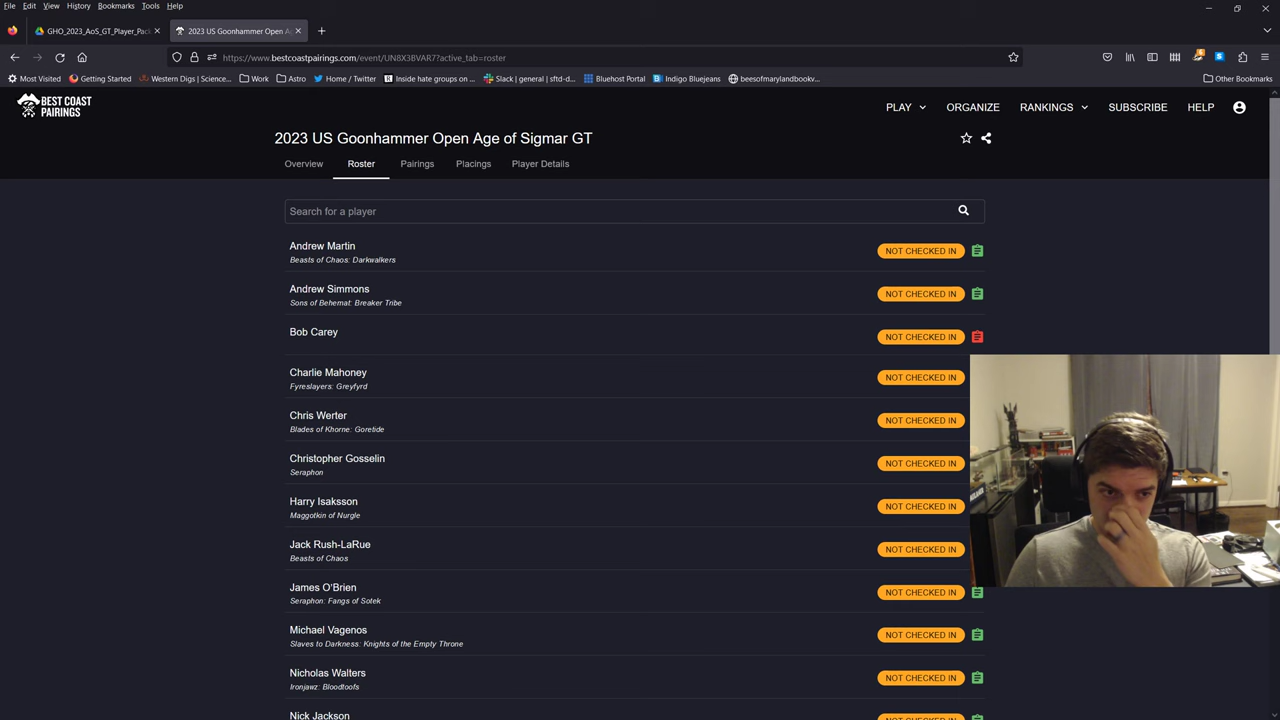 File Edit View History Bookmarks Tools Help
GHO_2023_AoS_GT_Player_Pack
2023 US Goonhammer Open Ag
https://www.bestcoastpairings.com/event/UN8X3BVAR7?active_tab=roster
Most Visited Getting Started Western Digs | Science... Work Astro Home / Twitter Inside hate groups on ... Slack | general | sftd-d... Bluehost Portal Indigo Bluejeans beesofmarylandbookw... Other Bookmarks
BEST COAST
PAIRINGS
PLAY ORGANIZE RANKINGS SUBSCRIBE HELP
2023 US Goonhammer Open Age of Sigmar GT
Overview Roster Pairings Placings Player Details
Search for a player
Andrew Martin
Beasts of Chaos: Darkwalkers
NOT CHECKED IN
Andrew Simmons
Sons of Behemat: Breaker Tribe
NOT CHECKED IN
Bob Carey
NOT CHECKED IN
Charlie Mahoney
Fyreslayers: Greyfyrd
NOT CHECKED IN
Chris Werter
Blades of Khorne: Goretide
NOT CHECKED IN
Christopher Gosselin
Seraphon
NOT CHECKED IN
Harry Isaksson
Maggotkin of Nurgle
NOT CHECKED IN
Jack Rush-LaRue
Beasts of Chaos
NOT CHECKED IN
James O'Brien
Seraphon: Fangs of Sotek
NOT CHECKED IN
Michael Vagenos
Slaves to Darkness: Knights of the Empty Throne
NOT CHECKED IN
Nicholas Walters
Ironjawz: Bloodtoofs
NOT CHECKED IN
Nick Jackson